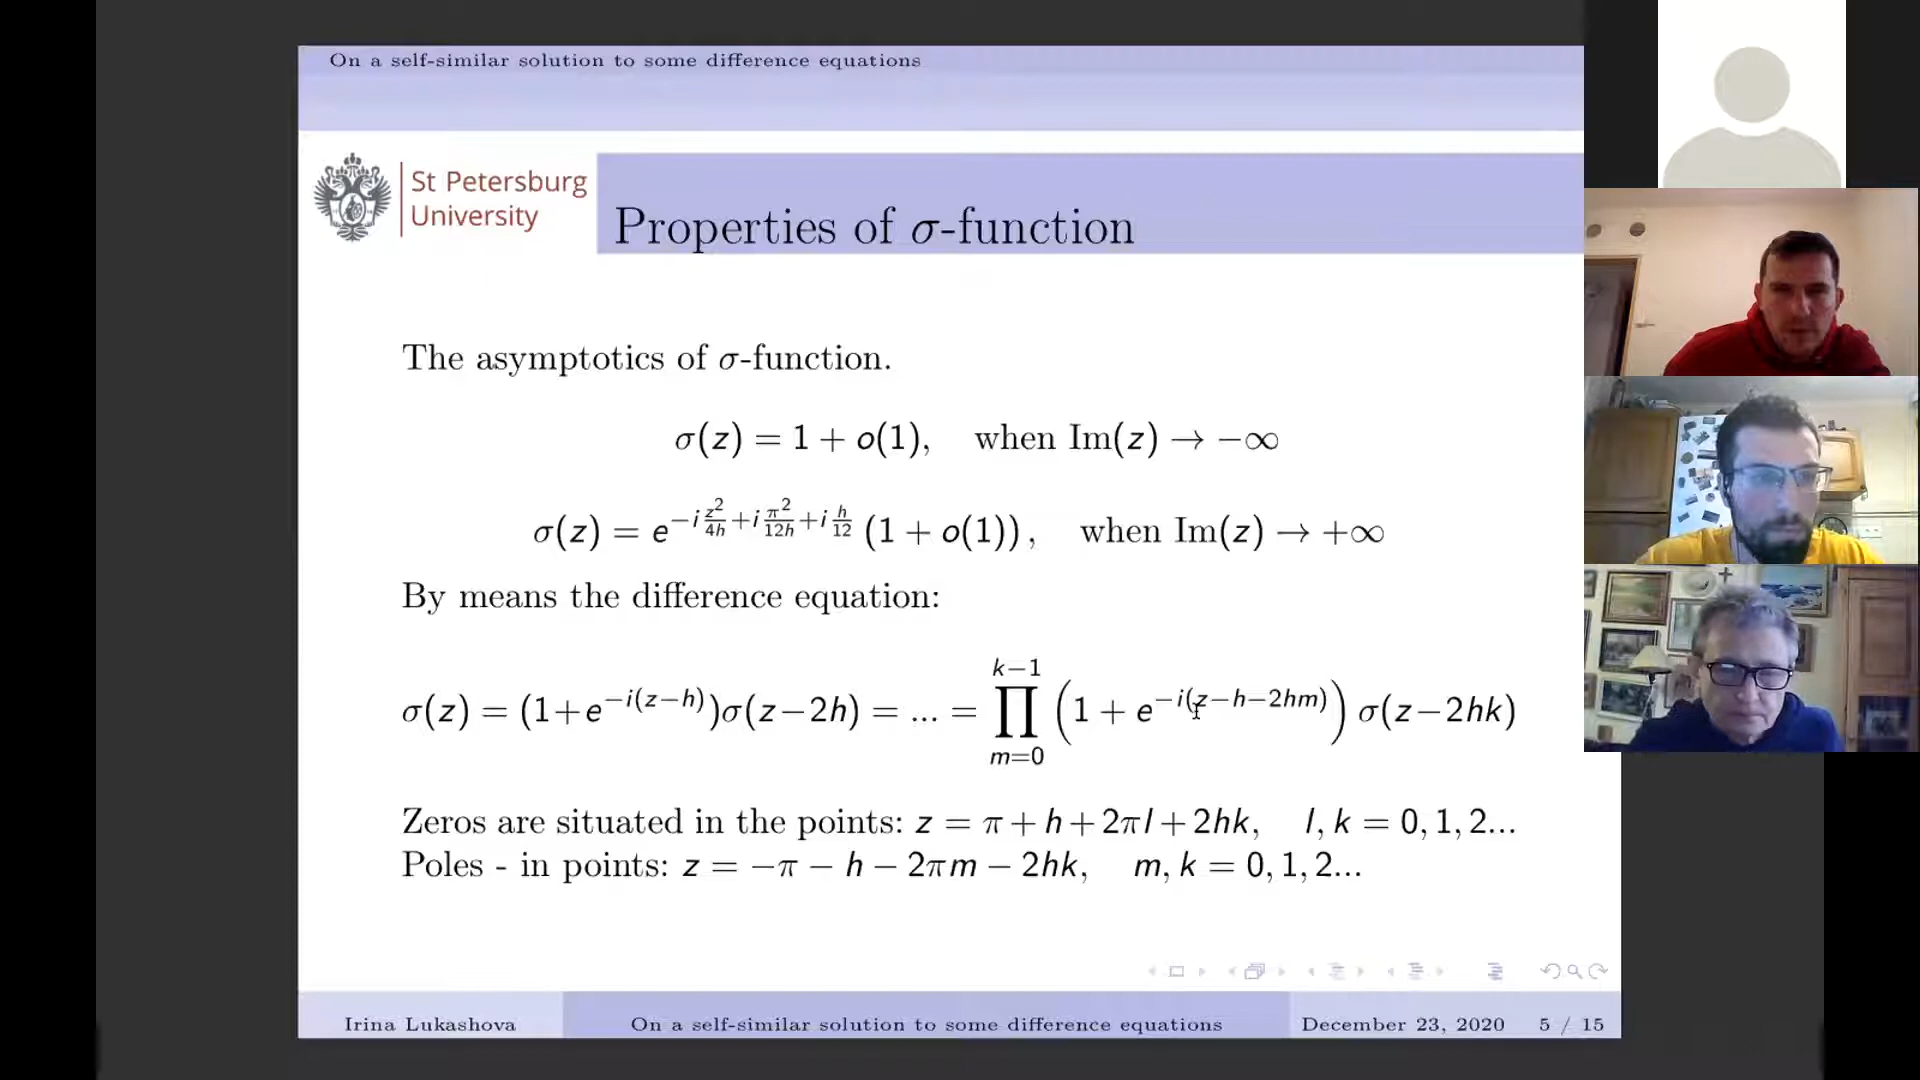 On a self-similar solution to some difference equations
St Petersburg
University
Properties of σ-function
The asymptotics of σ-function.
σ(z) = 1 + o(1),  when Im(z) → −∞
σ(z) = e^{−i z²/4h + i π²/12h + i h/12} (1 + o(1)),  when Im(z) → +∞
By means the difference equation:
σ(z) = (1+e^{−i(z−h)})σ(z−2h) = ... = ∏_{m=0}^{k−1} (1 + e^{−i(z−h−2hm)}) σ(z−2hk)
Zeros are situated in the points: z = π + h + 2πl + 2hk,  l, k = 0, 1, 2...
Poles - in points: z = −π − h − 2πm − 2hk,  m, k = 0, 1, 2...
Irina Lukashova On a self-similar solution to some difference equations December 23, 2020 5 / 15